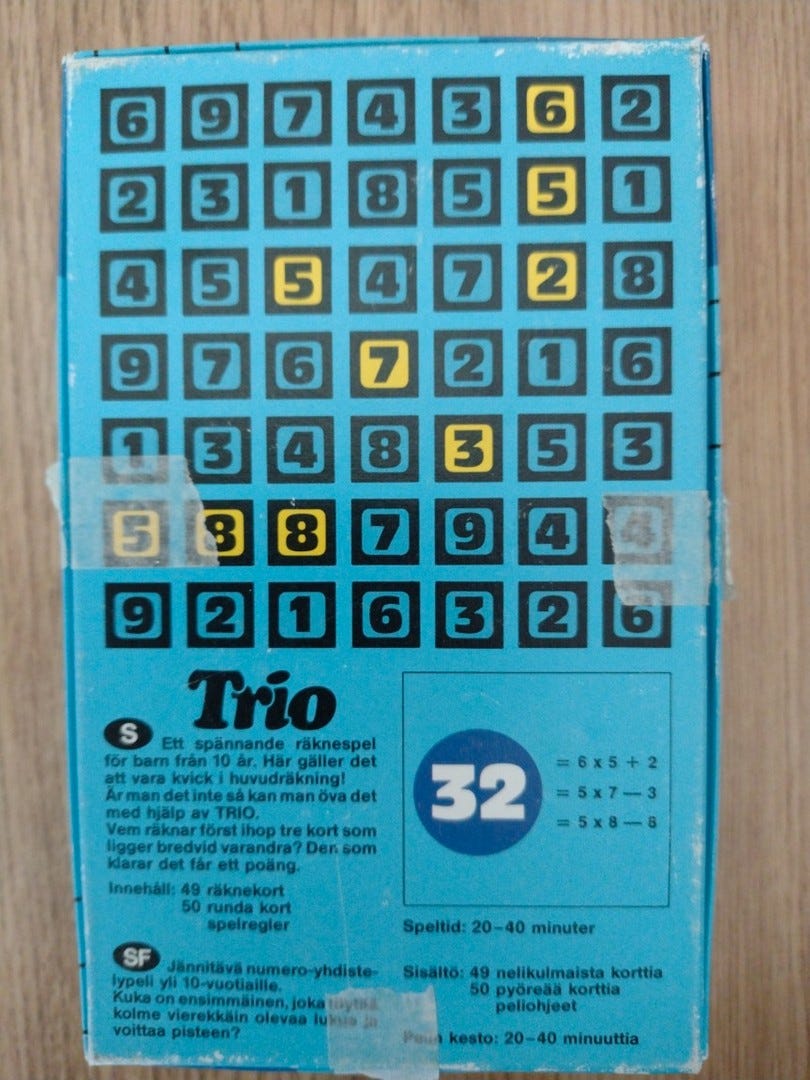 6 9 7 4 3 6 2
2 3 1 8 5 5 1
4 5 5 4 7 2 8
9 7 6 7 2 1 6
1 3 4 8 3 5 3
5 8 8 7 9 4 4
9 2 1 6 3 2 6
Trio
S Ett spännande räknespel
för barn från 10 år. Här gäller det
att vara kvick i huvudräkning!
Är man det inte så kan man öva det
med hjälp av TRIO.
Vem räknar först ihop tre kort som
ligger bredvid varandra? Den som
klarar det får ett poäng.
Innehåll: 49 räknekort
50 runda kort
spelregler
SF Jännitävä numero-yhdiste-
lypeli yli 10-vuotiaille.
Kuka on ensimmäinen, joka
kolme vierekkäin olevaa lukua ja
voittaa pisteen?
32
= 6 x 5 + 2
= 5 x 7 — 3
= 5 x 8 — 8
Speltid: 20–40 minuter
Sisältö: 49 nelikulmaista korttia
50 pyöreää korttia
peliohjeet
kesto: 20–40 minuuttia